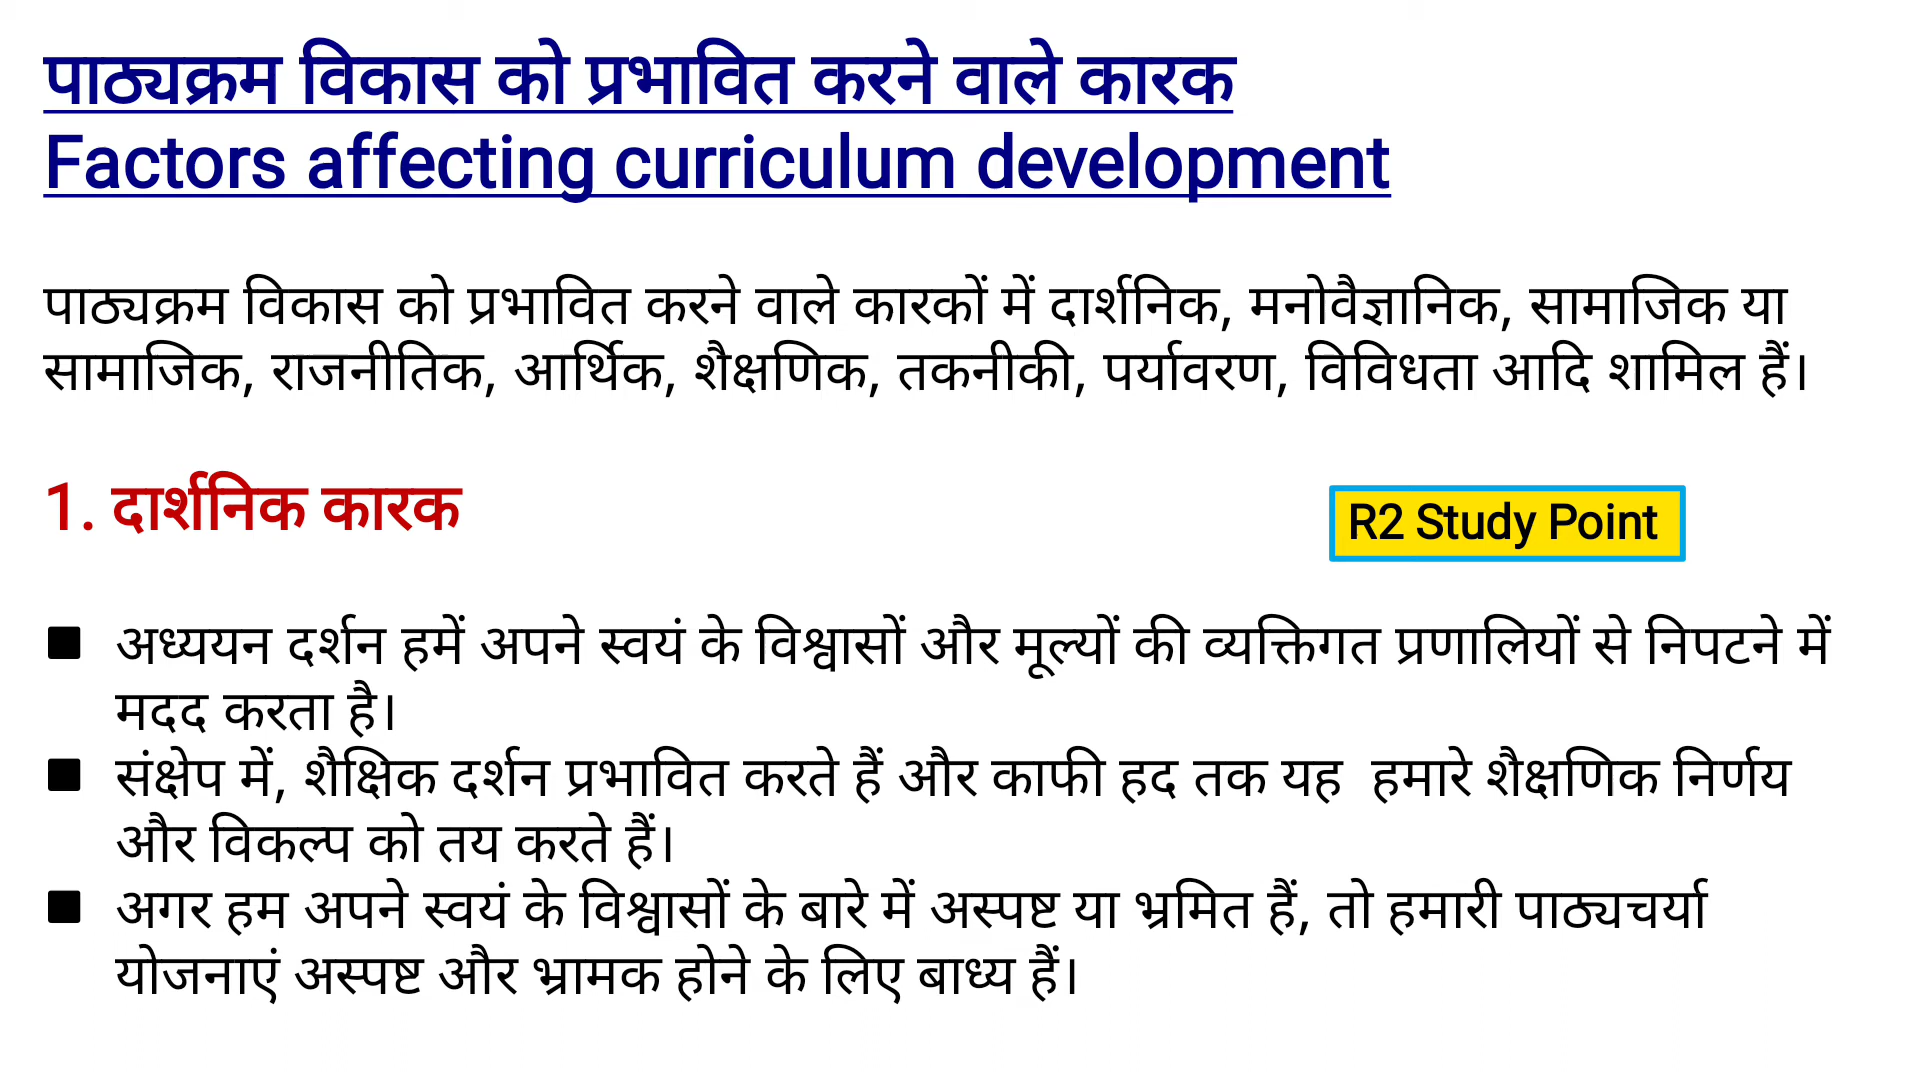 पाठ्यक्रम विकास को प्रभावित करने वाले कारक
Factors affecting curriculum development
पाठ्यक्रम विकास को प्रभावित करने वाले कारकों में दार्शनिक, मनोवैज्ञानिक, सामाजिक या
सामाजिक, राजनीतिक, आर्थिक, शैक्षणिक, तकनीकी, पर्यावरण, विविधता आदि शामिल हैं।
1. दार्शनिक कारक
R2 Study Point
■ अध्ययन दर्शन हमें अपने स्वयं के विश्वासों और मूल्यों की व्यक्तिगत प्रणालियों से निपटने में
मदद करता है।
■ संक्षेप में, शैक्षिक दर्शन प्रभावित करते हैं और काफी हद तक यह  हमारे शैक्षणिक निर्णय
और विकल्प को तय करते हैं।
■ अगर हम अपने स्वयं के विश्वासों के बारे में अस्पष्ट या भ्रमित हैं, तो हमारी पाठ्यचर्या
योजनाएं अस्पष्ट और भ्रामक होने के लिए बाध्य हैं।